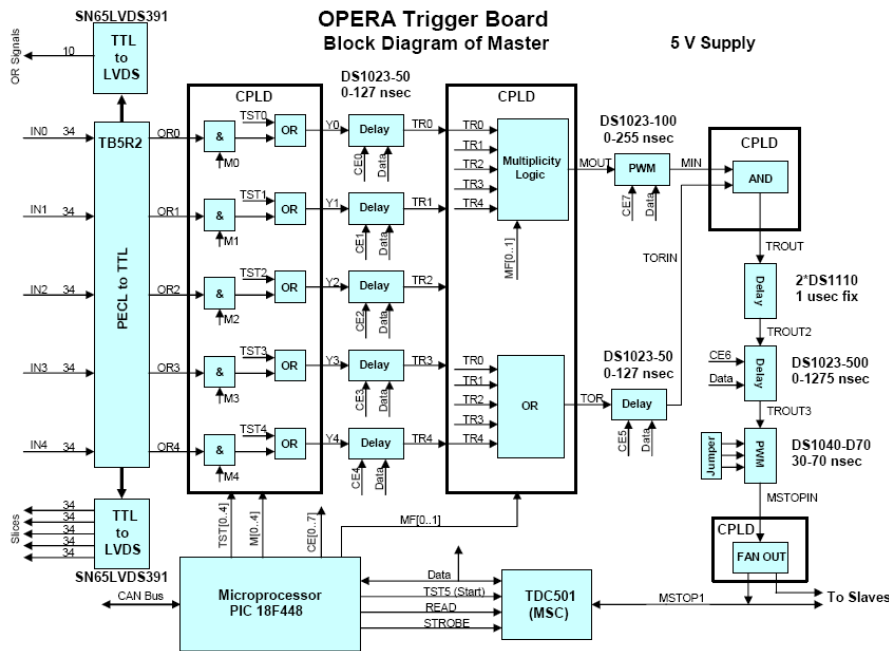 OPERA Trigger Board
Block Diagram of Master
5 V Supply
SN65LVDS391
OR Signals
10
TTL
to
LVDS
DS1023-50
0-127 nsec
CPLD
CPLD
DS1023-100
0-255 nsec
CPLD
TB5R2
PECL to TTL
IN0 34
OR0
&
M0
TST0
OR
Y0
Delay
CE0
Data
TR0
IN1 34
OR1
&
M1
TST1
OR
Y1
Delay
CE1
Data
TR1
IN2 34
OR2
&
M2
TST2
OR
Y2
Delay
CE2
Data
TR2
IN3 34
OR3
&
M3
TST3
OR
Y3
Delay
CE3
Data
TR3
IN4 34
OR4
&
M4
TST4
OR
Y4
Delay
CE4
Data
TR4
TR0
TR1
TR2
TR3
TR4
Multiplicity
Logic
MF[0..1]
MOUT
PWM
CE7
Data
MIN
AND
TORIN
TROUT
Delay
2*DS1110
1 usec fix
TROUT2
CE6
Data
Delay
DS1023-500
0-1275 nsec
TROUT3
Jumper
PWM
DS1040-D70
30-70 nsec
MSTOPIN
TR0
TR1
TR2
TR3
TR4
OR
TOR
DS1023-50
0-127 nsec
Delay
CE5
Data
CPLD
FAN OUT
To Slaves
MSTOP1
Slices
34
34
34
34
34
TTL
to
LVDS
SN65LVDS391
TST[0..4]
M[0..4]
CE[0..7]
MF[0..1]
CAN Bus
Microprocessor
PIC 18F448
Data
TST5 (Start)
READ
STROBE
TDC501
(MSC)